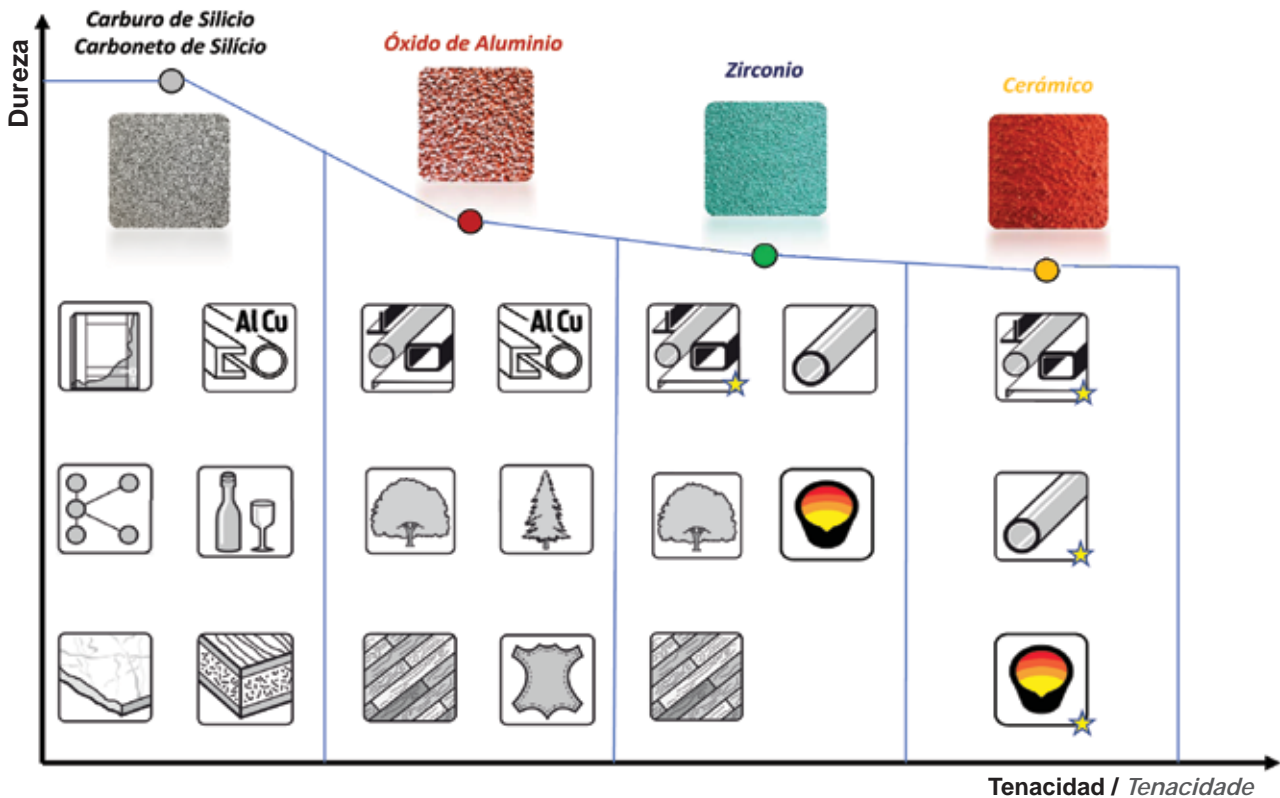 Dureza
Carburo de Silicio
Carboneto de Silício
Óxido de Aluminio
Zirconio
Cerámico
Al Cu
Al Cu
Tenacidad / Tenacidade